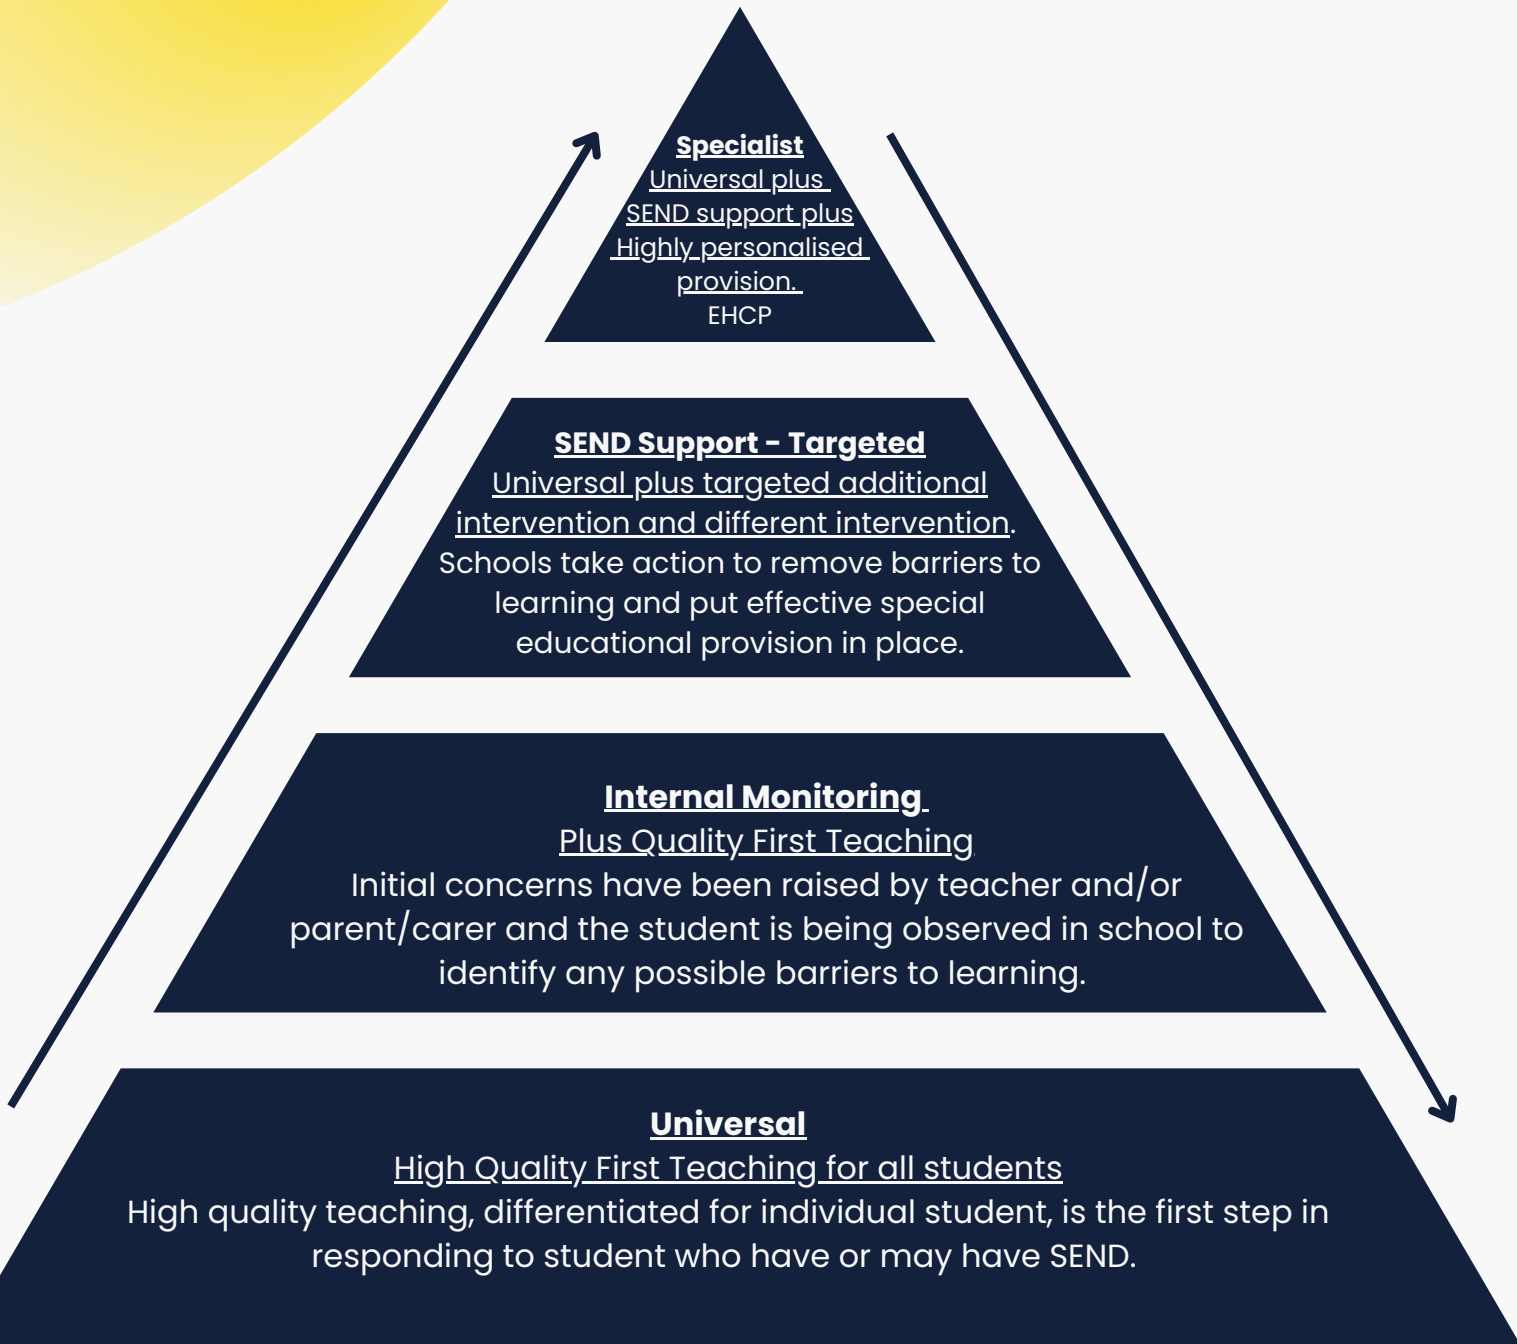 Specialist
Universal plus
SEND support plus
Highly personalised
provision.
EHCP
SEND Support - Targeted
Universal plus targeted additional
intervention and different intervention.
Schools take action to remove barriers to
learning and put effective special
educational provision in place.
Internal Monitoring
Plus Quality First Teaching
Initial concerns have been raised by teacher and/or
parent/carer and the student is being observed in school to
identify any possible barriers to learning.
Universal
High Quality First Teaching for all students
High quality teaching, differentiated for individual student, is the first step in
responding to student who have or may have SEND.